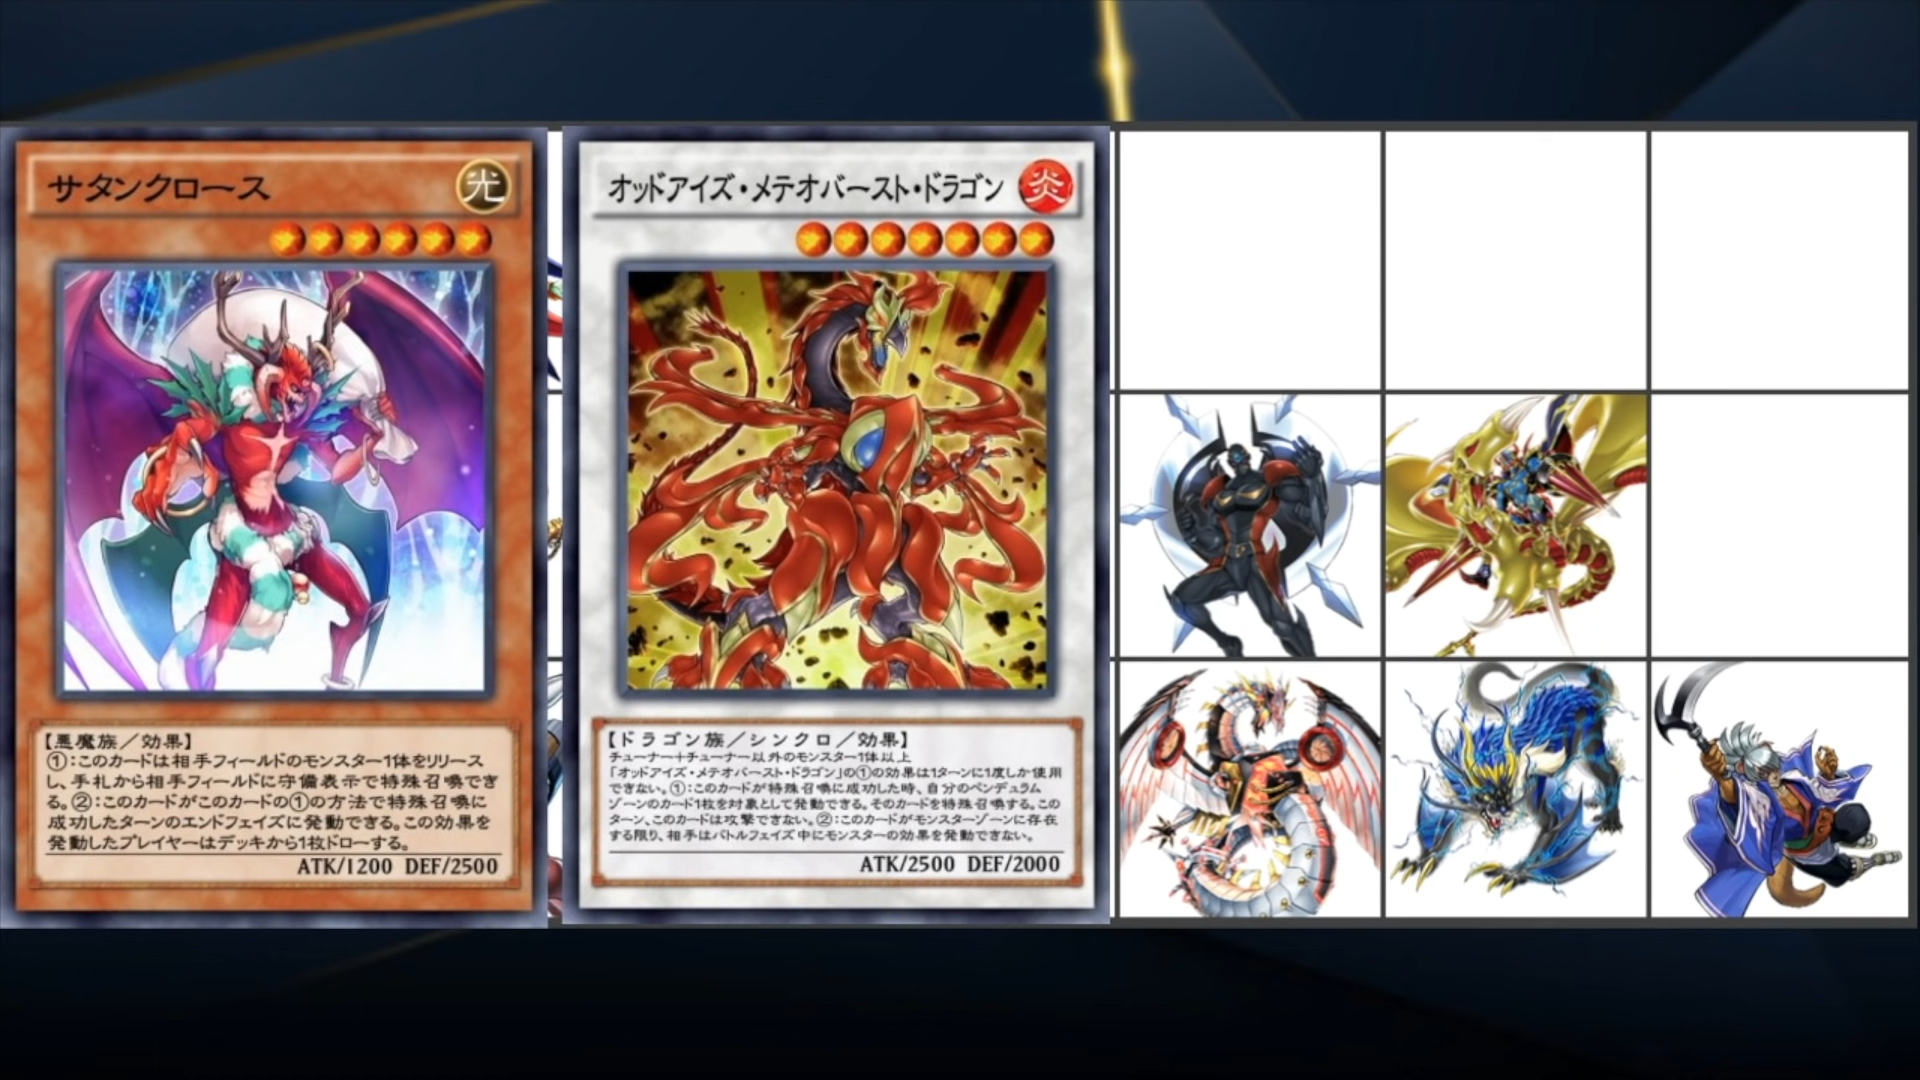 サタンクロース
光
【悪魔族／効果】
①：このカードは相手フィールドのモンスター1体をリリース
し、手札から相手フィールドに守備表示で特殊召喚でき
る。②：このカードがこのカードの①の方法で特殊召喚に
成功したターンのエンドフェイズに発動できる。この効果を
発動したプレイヤーはデッキから1枚ドローする。
ATK/1200 DEF/2500
オッドアイズ・メテオバースト・ドラゴン
炎
【ドラゴン族／シンクロ／効果】
チューナー＋チューナー以外のモンスター1体以上
「オッドアイズ・メテオバースト・ドラゴン」の①の効果は1ターンに1度しか使用
できない。①：このカードが特殊召喚に成功した時、自分のペンデュラム
ゾーンのカード1枚を対象として発動できる。そのカードを特殊召喚する。この
ターン、このカードは攻撃できない。②：このカードがモンスターゾーンに存在
する限り、相手はバトルフェイズ中にモンスターの効果を発動できない。
ATK/2500 DEF/2000